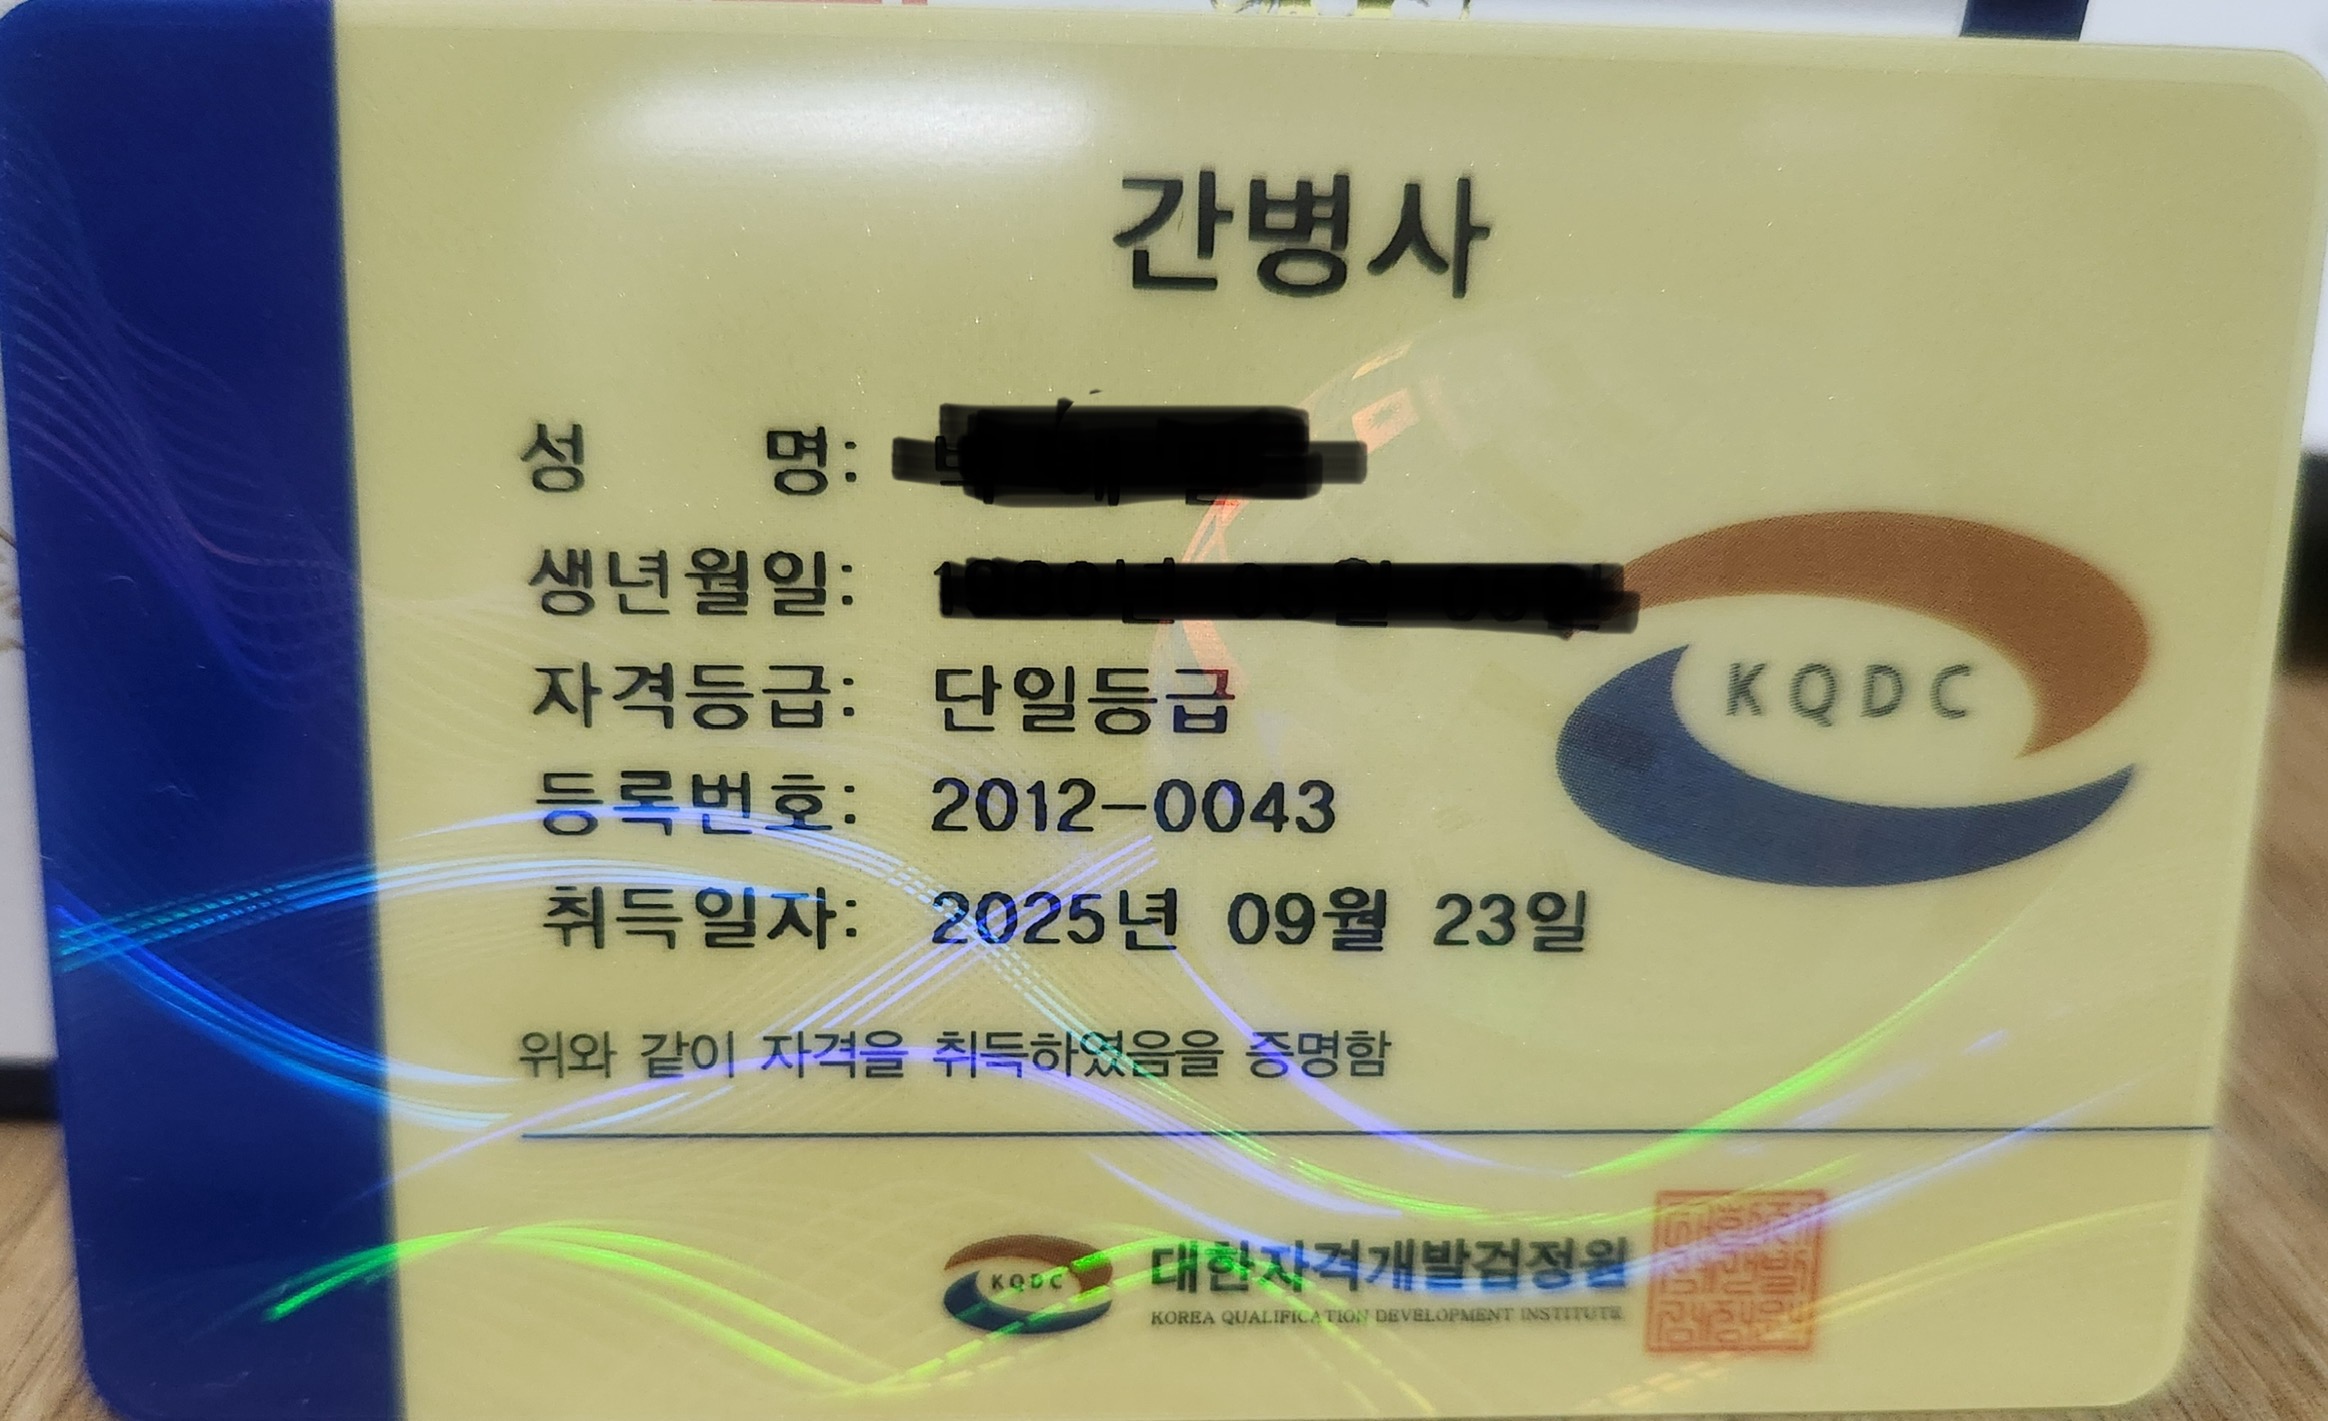 간병사
성 명:
생년월일:
자격등급: 단일등급
등록번호: 2012-0043
취득일자: 2025년 09월 23일
KQDC
위와 같이 자격을 취득하였음을 증명함
KQDC 대한자격개발검정원
KOREA QUALIFICATION DEVELOPMENT INSTITUTE